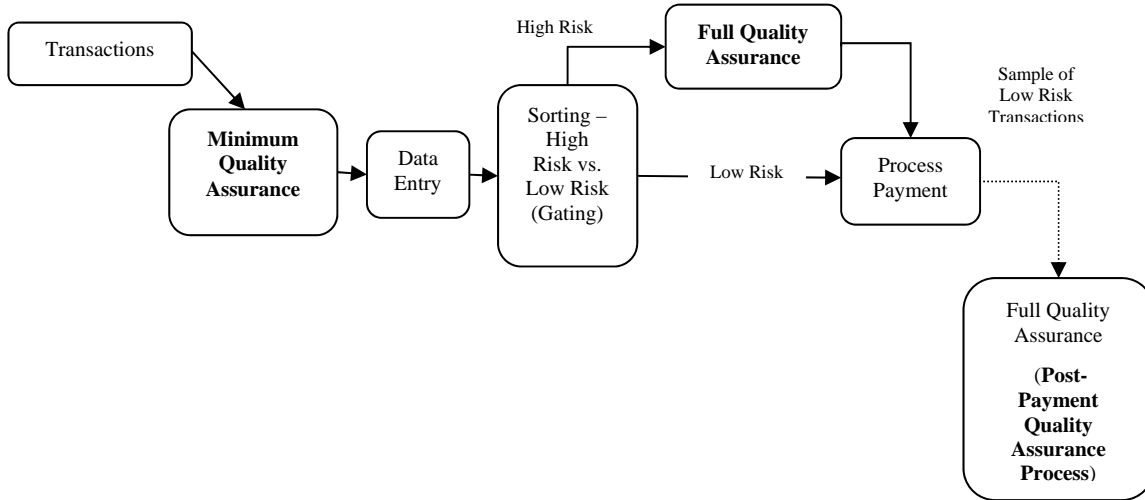 Transactions
Minimum
Quality
Assurance
Data
Entry
Sorting –
High
Risk vs.
Low Risk
(Gating)
High Risk
Full Quality
Assurance
Low Risk
Process
Payment
Sample of
Low Risk
Transactions
Full Quality
Assurance
(Post-
Payment
Quality
Assurance
Process)